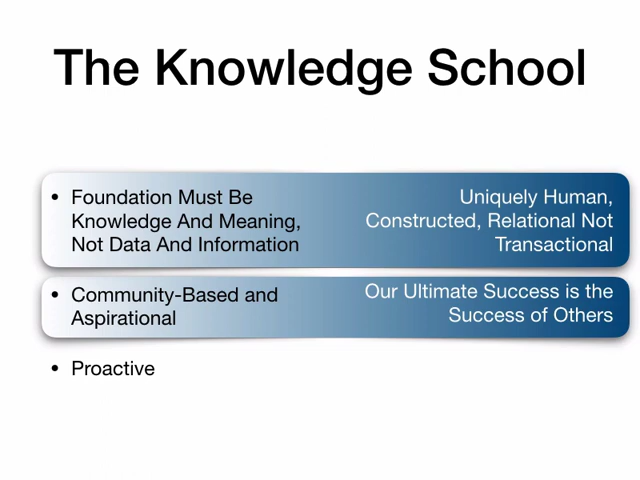 The Knowledge School
• Foundation Must Be
Knowledge And Meaning,
Not Data And Information
Uniquely Human,
Constructed, Relational Not
Transactional
• Community-Based and
Aspirational
Our Ultimate Success is the
Success of Others
• Proactive